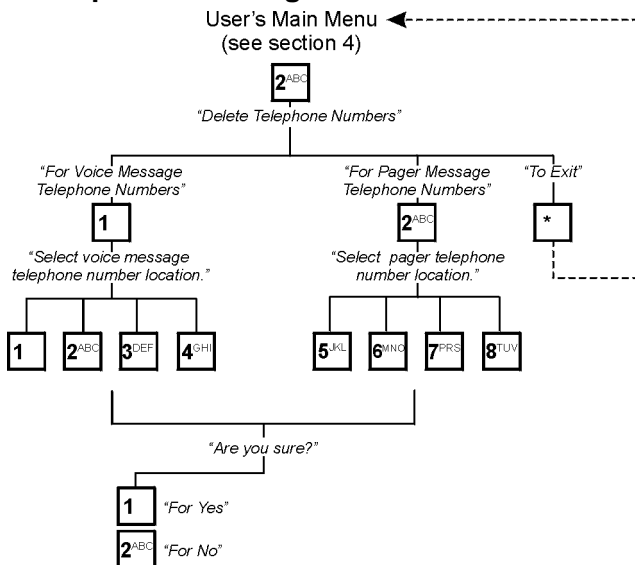 User's Main Menu
(see section 4)
2ABC
"Delete Telephone Numbers"
"For Voice Message
Telephone Numbers"
"For Pager Message
Telephone Numbers"
"To Exit"
1
2ABC
*
"Select voice message
telephone number location."
"Select pager telephone
number location."
1
2ABC
3DEF
4GHI
5JKL
6MNO
7PRS
8TUV
"Are you sure?"
1 "For Yes"
2ABC "For No"